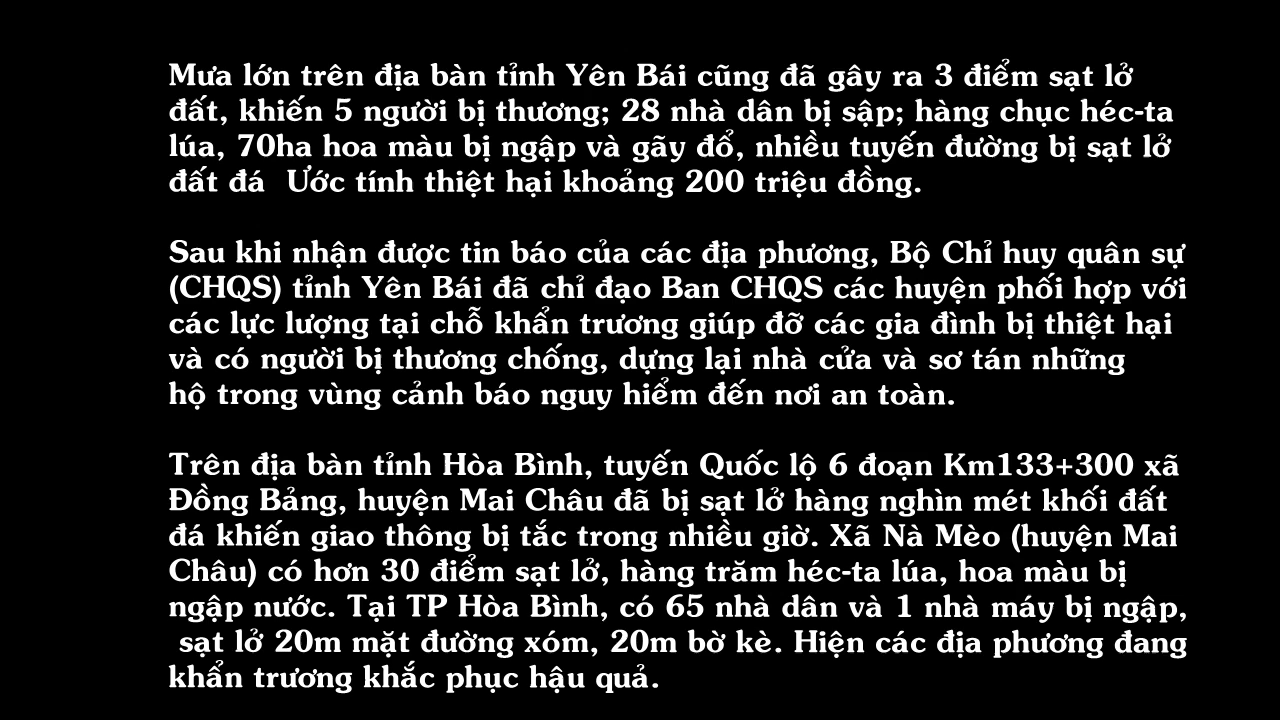 Mưa lớn trên địa bàn tỉnh Yên Bái cũng đã gây ra 3 điểm sạt lở
đất, khiến 5 người bị thương; 28 nhà dân bị sập; hàng chục héc-ta
lúa, 70ha hoa màu bị ngập và gãy đổ, nhiều tuyến đường bị sạt lở
đất đá  Ước tính thiệt hại khoảng 200 triệu đồng.
Sau khi nhận được tin báo của các địa phương, Bộ Chỉ huy quân sự
(CHQS) tỉnh Yên Bái đã chỉ đạo Ban CHQS các huyện phối hợp với
các lực lượng tại chỗ khẩn trương giúp đỡ các gia đình bị thiệt hại
và có người bị thương chống, dựng lại nhà cửa và sơ tán những
hộ trong vùng cảnh báo nguy hiểm đến nơi an toàn.
Trên địa bàn tỉnh Hòa Bình, tuyến Quốc lộ 6 đoạn Km133+300 xã
Đồng Bảng, huyện Mai Châu đã bị sạt lở hàng nghìn mét khối đất
đá khiến giao thông bị tắc trong nhiều giờ. Xã Nà Mèo (huyện Mai
Châu) có hơn 30 điểm sạt lở, hàng trăm héc-ta lúa, hoa màu bị
ngập nước. Tại TP Hòa Bình, có 65 nhà dân và 1 nhà máy bị ngập,
sạt lở 20m mặt đường xóm, 20m bờ kè. Hiện các địa phương đang
khẩn trương khắc phục hậu quả.